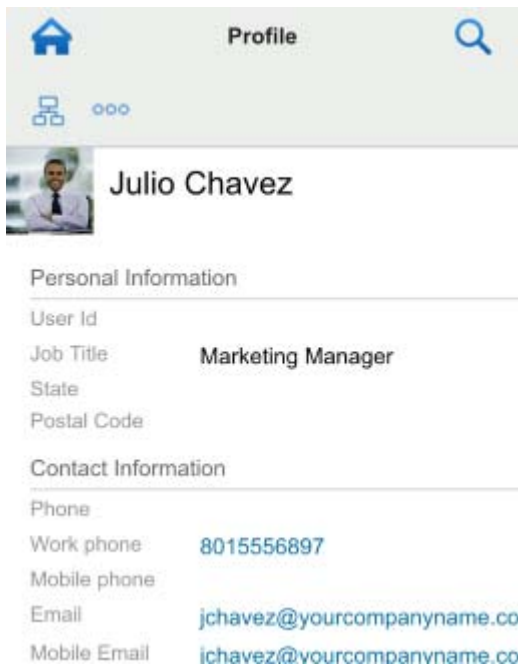 Profile
Julio Chavez
Personal Information
User Id
Job Title Marketing Manager
State
Postal Code
Contact Information
Phone
Work phone 8015556897
Mobile phone
Email jchavez@yourcompanyname.co
Mobile Email jchavez@yourcompanyname.co